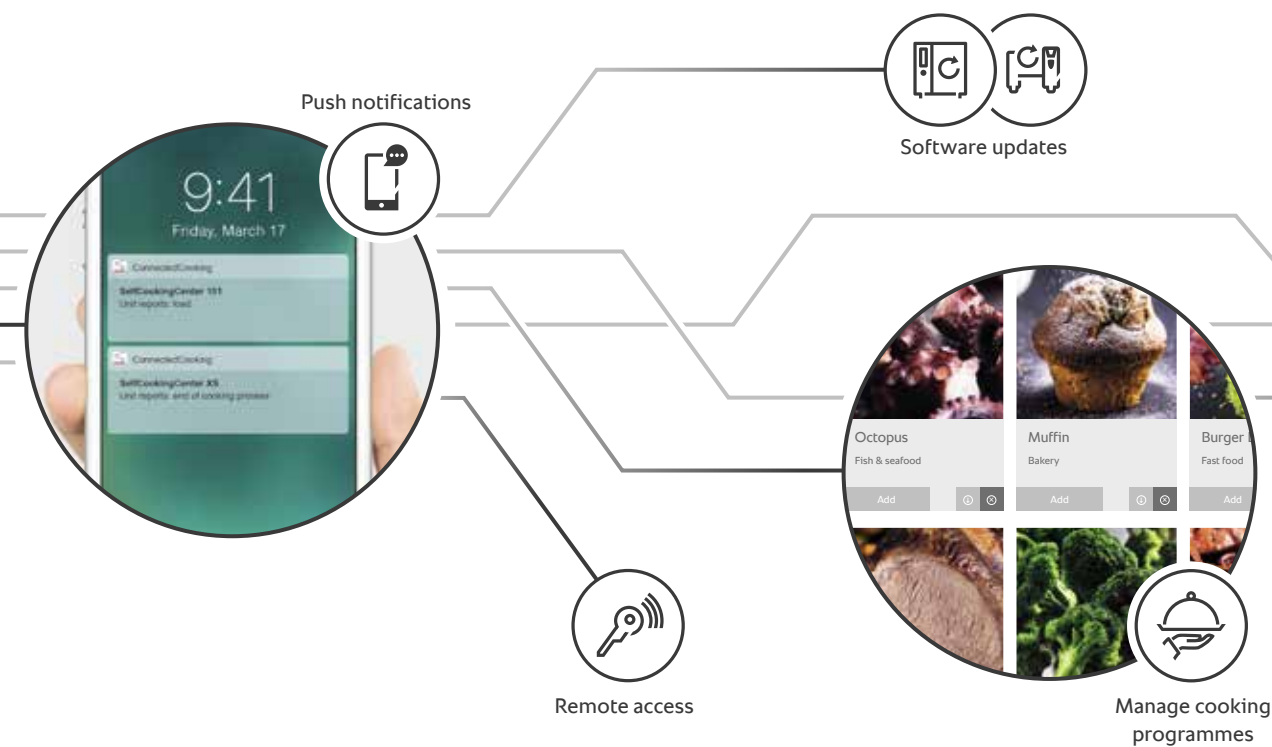 Push notifications
Software updates
9:41
Friday, March 17
ConnectedCooking
SelfCookingCenter 101
Unit reports: load
ConnectedCooking
SelfCookingCenter XS
Unit reports: end of cooking process
Octopus
Fish & seafood
Add
Muffin
Bakery
Add
Burger
Fast food
Add
Remote access
Manage cooking
programmes